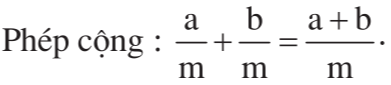 Phép cộng : a/m + b/m = (a + b)/m.